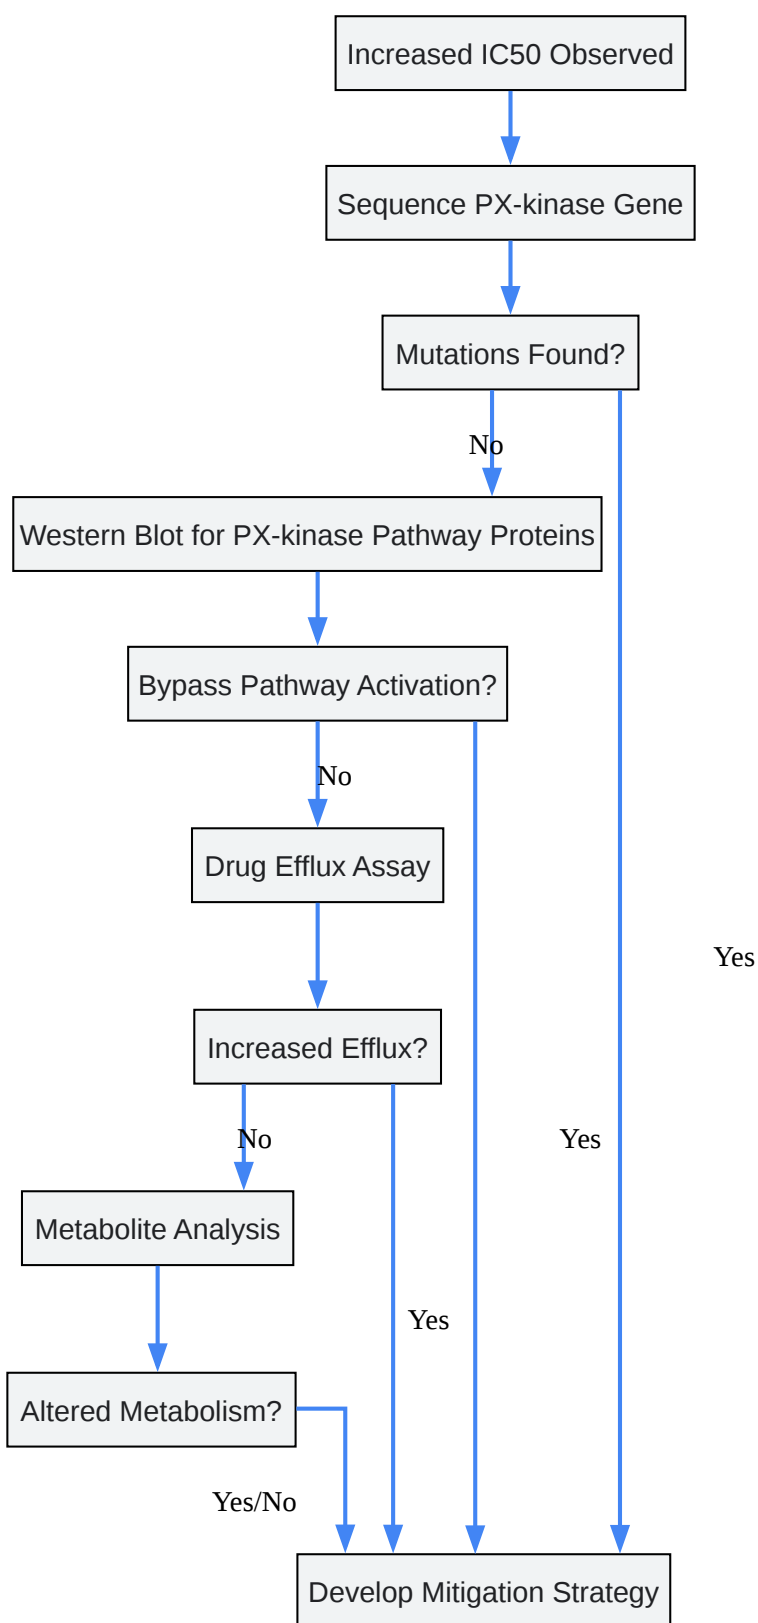 Increased IC50 Observed
Sequence PX-kinase Gene
Mutations Found?
No
Western Blot for PX-kinase Pathway Proteins
Bypass Pathway Activation?
No
Drug Efflux Assay
Yes
Increased Efflux?
No
Yes
Metabolite Analysis
Yes
Altered Metabolism?
Yes/No
Develop Mitigation Strategy